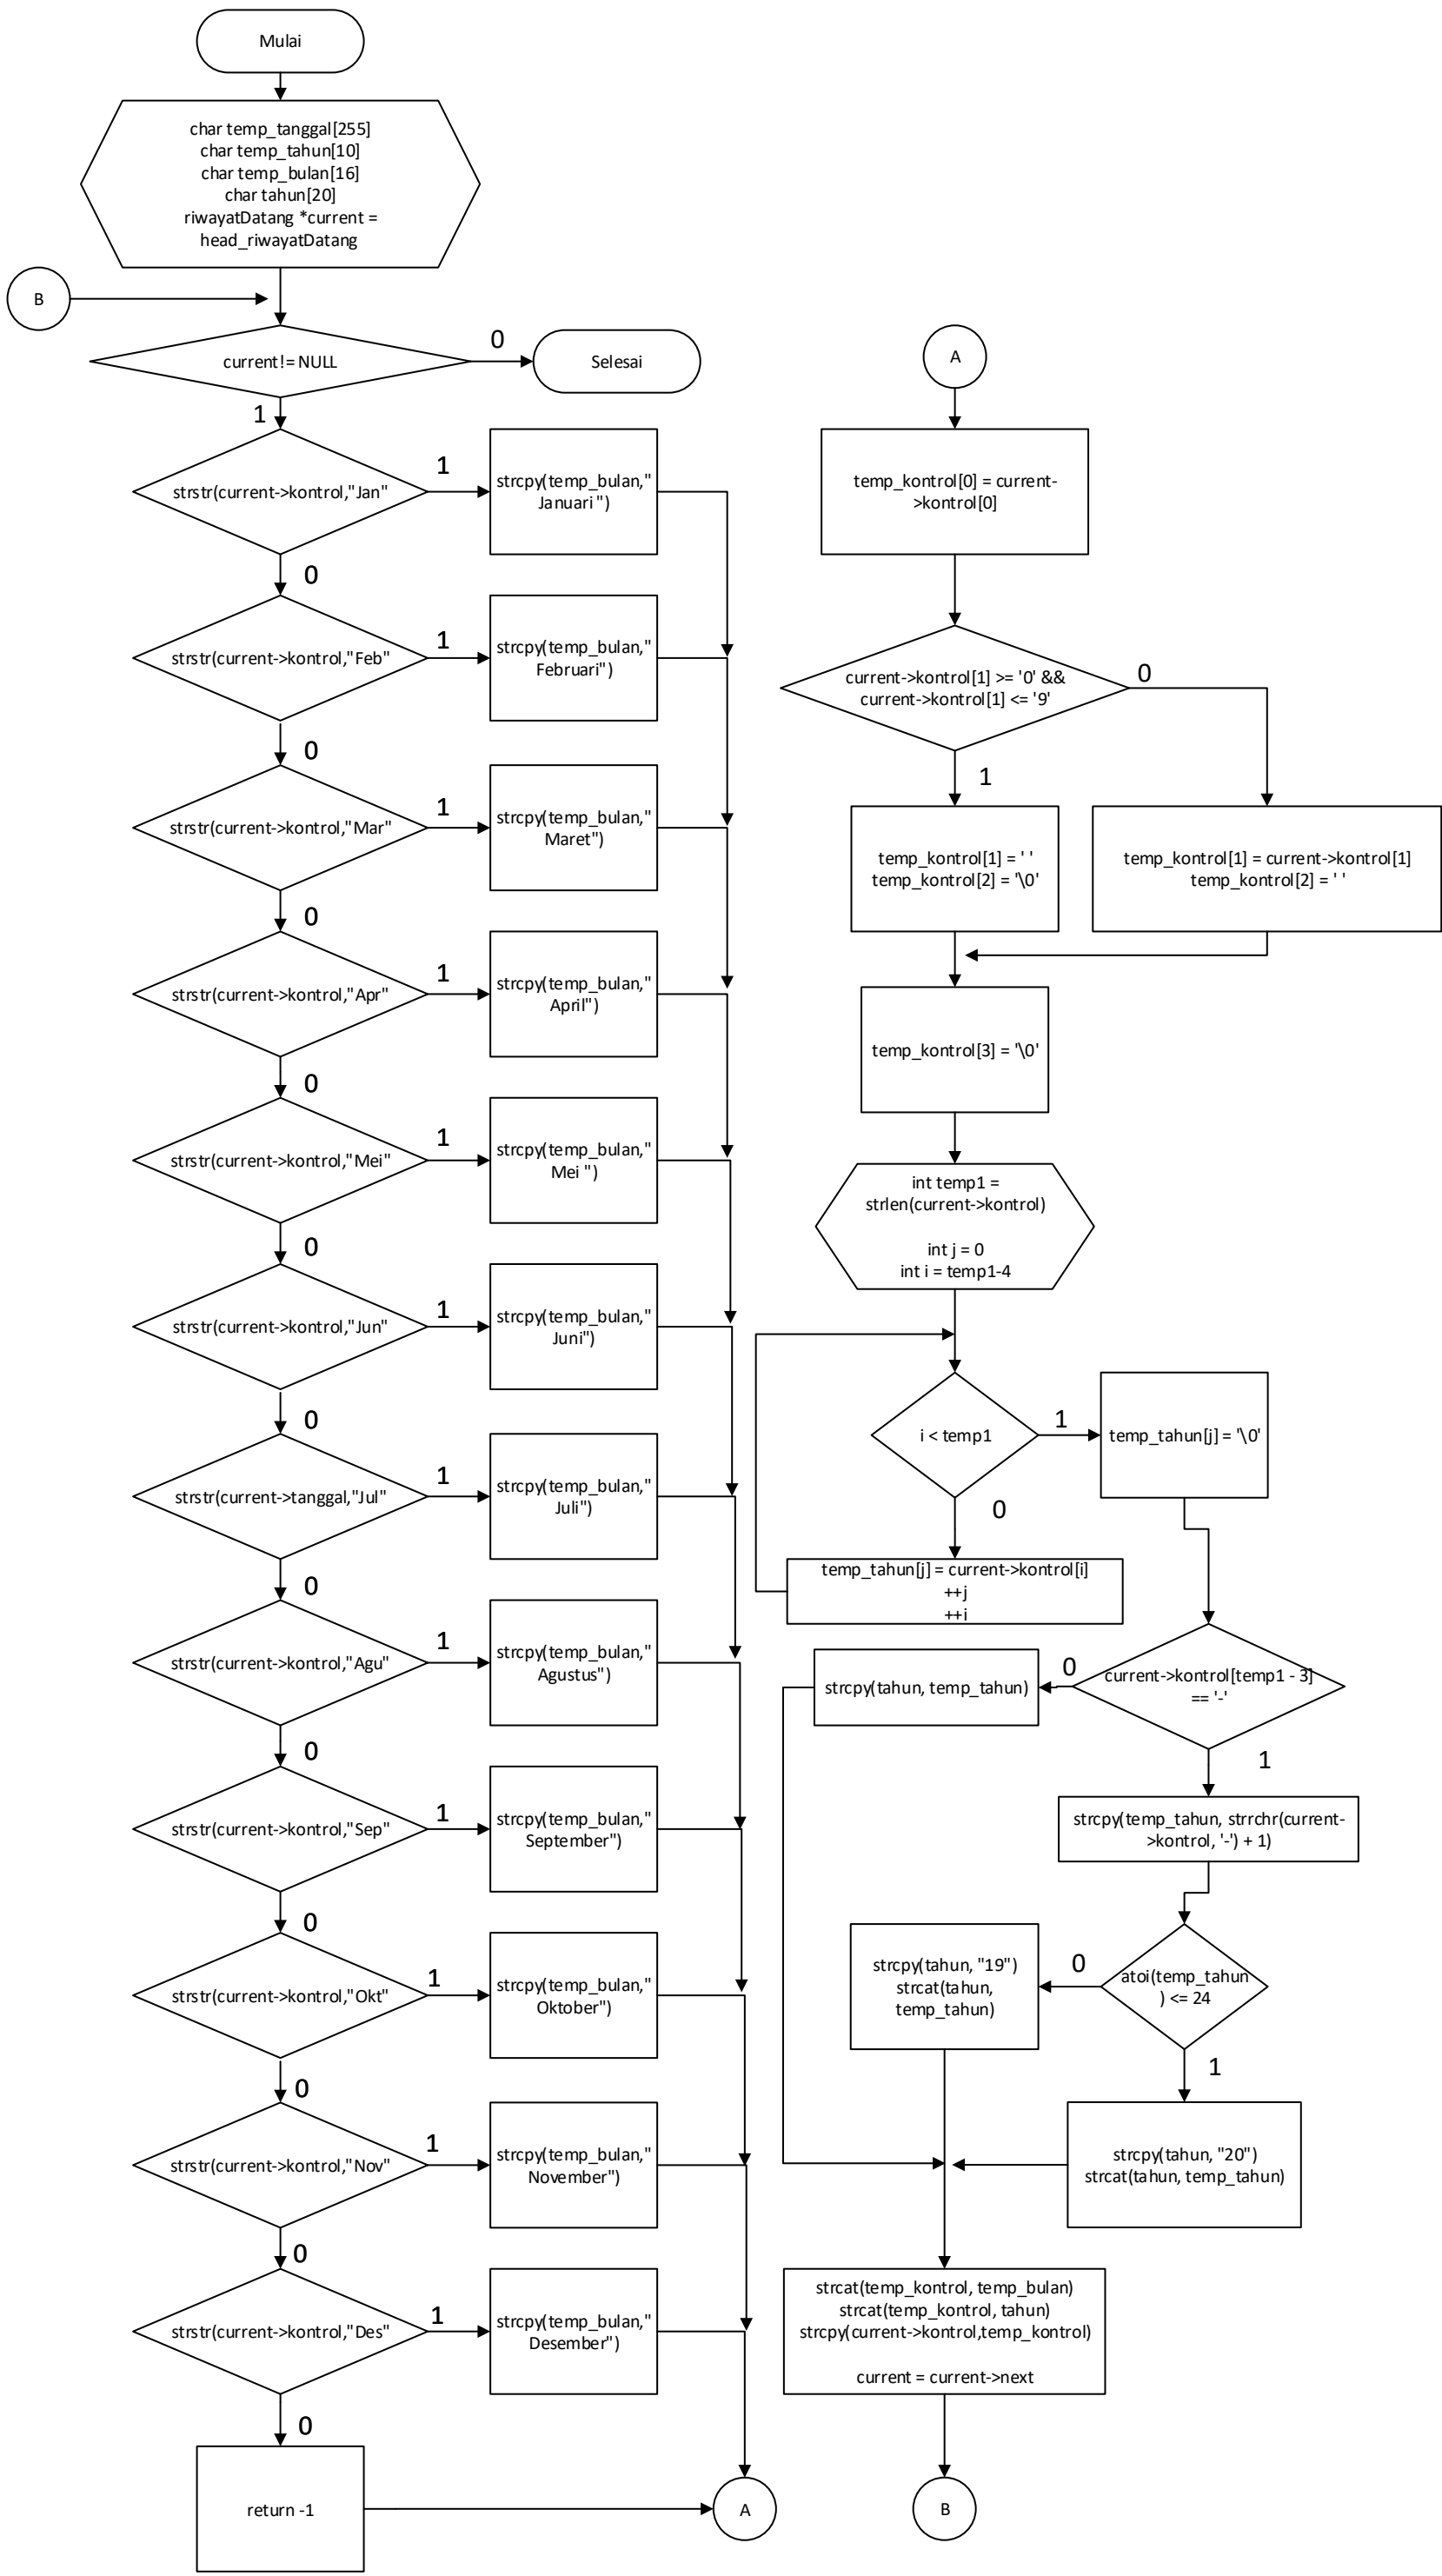 Mulai
char temp_tanggal[255]
char temp_tahun[10]
char temp_bulan[16]
char tahun[20]
riwayatDatang *current =
head_riwayatDatang
B
current!= NULL
0
Selesai
1
strstr(current->kontrol,"Jan"
1
strcpy(temp_bulan,"
Januari ")
0
strstr(current->kontrol,"Feb"
1
strcpy(temp_bulan,"
Februari")
0
strstr(current->kontrol,"Mar"
1
strcpy(temp_bulan,"
Maret")
0
strstr(current->kontrol,"Apr"
1
strcpy(temp_bulan,"
April")
0
strstr(current->kontrol,"Mei"
1
strcpy(temp_bulan,"
Mei ")
0
strstr(current->kontrol,"Jun"
1
strcpy(temp_bulan,"
Juni")
0
strstr(current->tanggal,"Jul"
1
strcpy(temp_bulan,"
Juli")
0
strstr(current->kontrol,"Agu"
1
strcpy(temp_bulan,"
Agustus")
0
strstr(current->kontrol,"Sep"
1
strcpy(temp_bulan,"
September")
0
strstr(current->kontrol,"Okt"
1
strcpy(temp_bulan,"
Oktober")
0
strstr(current->kontrol,"Nov"
1
strcpy(temp_bulan,"
November")
0
strstr(current->kontrol,"Des"
1
strcpy(temp_bulan,"
Desember")
0
return -1
A
A
temp_kontrol[0] = current-
>kontrol[0]
current->kontrol[1] >= '0' &&
current->kontrol[1] <= '9'
0
1
temp_kontrol[1] = ' '
temp_kontrol[2] = '\0'
temp_kontrol[1] = current->kontrol[1]
temp_kontrol[2] = ' '
temp_kontrol[3] = '\0'
int temp1 =
strlen(current->kontrol)
int j = 0
int i = temp1-4
i < temp1
1
temp_tahun[j] = '\0'
0
temp_tahun[j] = current->kontrol[i]
++j
++i
current->kontrol[temp1 - 3]
== '-'
0
strcpy(tahun, temp_tahun)
1
strcpy(temp_tahun, strrchr(current-
>kontrol, '-') + 1)
atoi(temp_tahun
) <= 24
0
strcpy(tahun, "19")
strcat(tahun,
temp_tahun)
1
strcpy(tahun, "20")
strcat(tahun, temp_tahun)
strcat(temp_kontrol, temp_bulan)
strcat(temp_kontrol, tahun)
strcpy(current->kontrol,temp_kontrol)
current = current->next
B